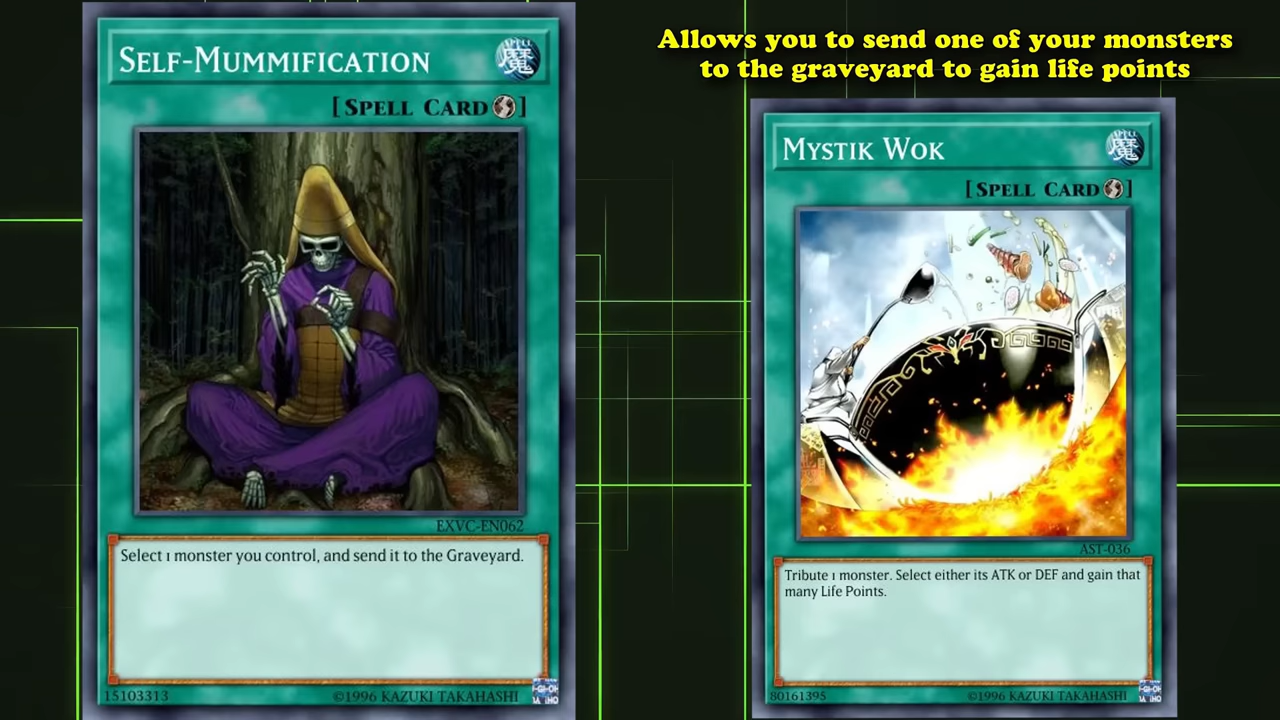 Self-Mummification
魔
[Spell Card]
EXVC-EN062
Select 1 monster you control, and send it to the Graveyard.
15103313
©1996 KAZUKI TAKAHASHI
Allows you to send one of your monsters
to the graveyard to gain life points
Mystik Wok
魔
[Spell Card]
AST-036
Tribute 1 monster. Select either its ATK or DEF and gain that
many Life Points.
80161395
©1996 KAZUKI TAKAHASHI